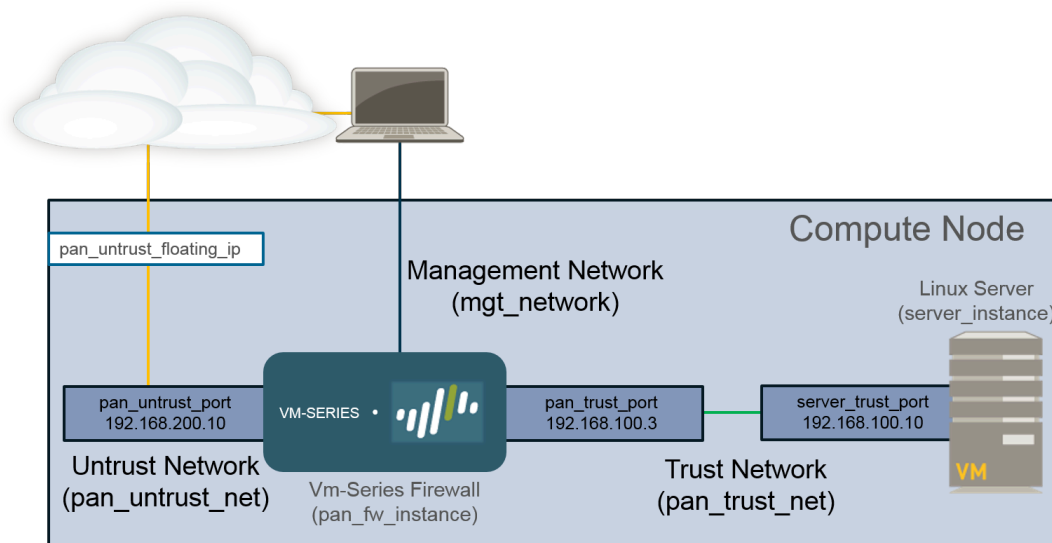 Compute Node
pan_untrust_floating_ip
Management Network
(mgt_network)
Linux Server
(server_instance)
pan_untrust_port
192.168.200.10
VM-SERIES
pan_trust_port
192.168.100.3
server_trust_port
192.168.100.10
VM
Untrust Network
(pan_untrust_net)
Vm-Series Firewall
(pan_fw_instance)
Trust Network
(pan_trust_net)